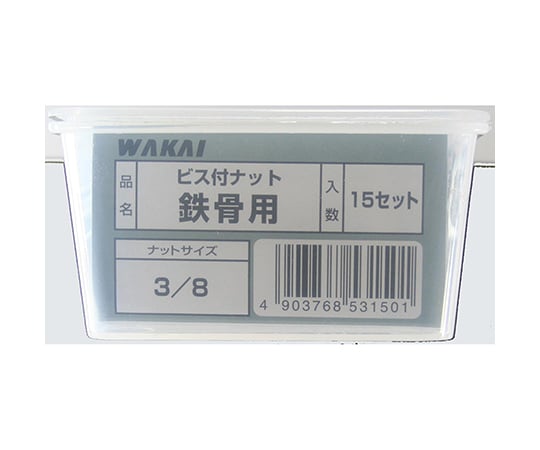 WAKAI
品名
ビス付ナット
鉄骨用
入数
15セット
ナットサイズ
3/8
4 903768 531501